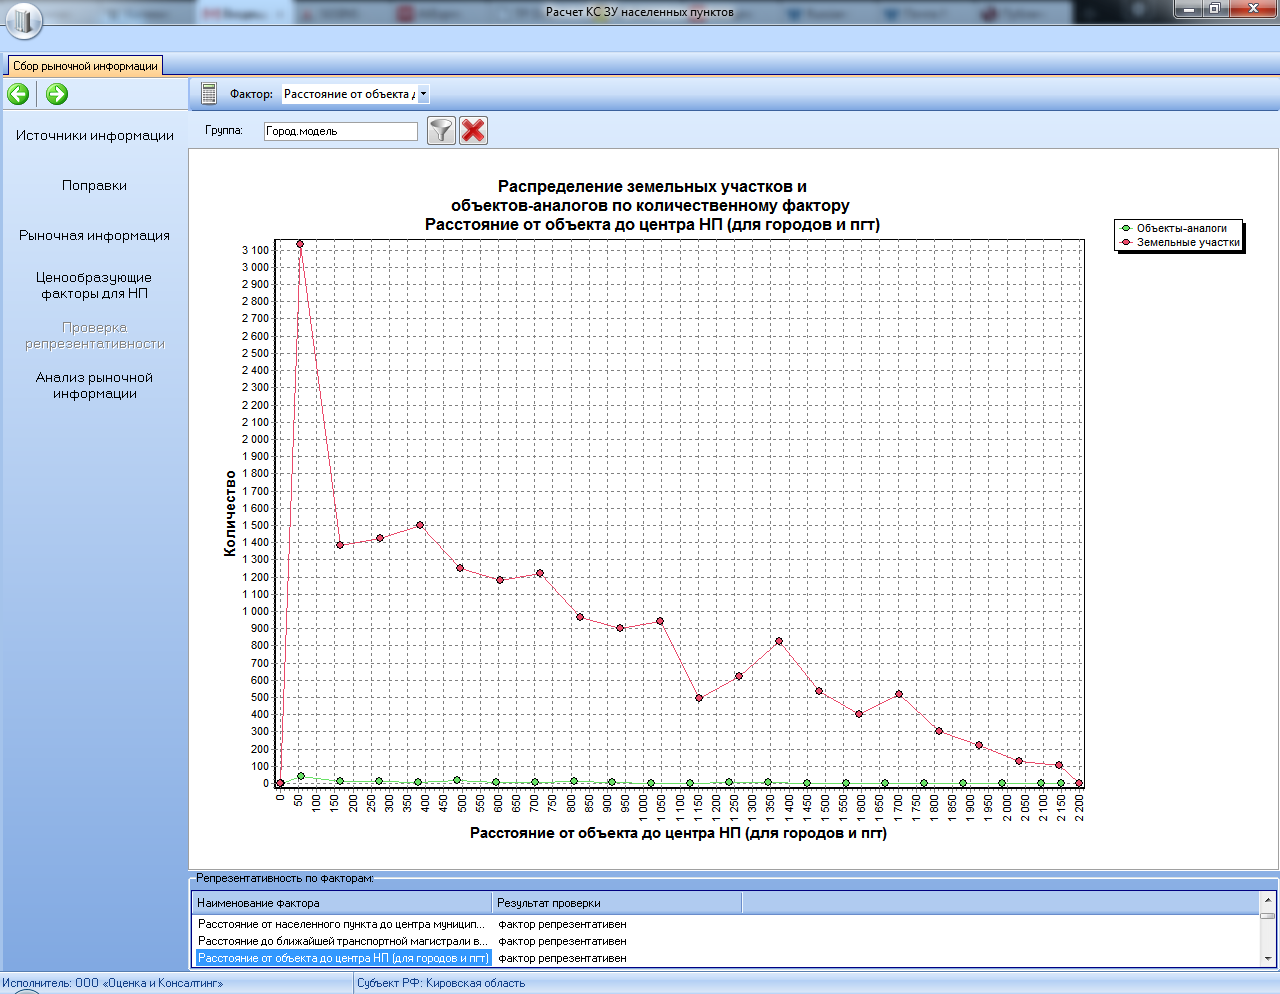 Расчет КС ЗУ населенных пунктов
Сбор рыночной информации
Фактор: Расстояние от объекта д
Группа: Город.модель
Источники информации
Поправки
Рыночная информация
Ценообразующие
факторы для НП
Проверка
репрезентативности
Анализ рыночной
информации
Распределение земельных участков и
объектов-аналогов по количественному фактору
Расстояние от объекта до центра НП (для городов и пгт)
Объекты-аналоги
Земельные участки
Количество
3 100
3 000
2 900
2 800
2 700
2 600
2 500
2 400
2 300
2 200
2 100
2 000
1 900
1 800
1 700
1 600
1 500
1 400
1 300
1 200
1 100
1 000
900
800
700
600
500
400
300
200
100
0
0 50 100 150 200 250 300 350 400 450 500 550 600 650 700 750 800 850 900 950 1 000 1 050 1 100 1 150 1 200 1 250 1 300 1 350 1 400 1 450 1 500 1 550 1 600 1 650 1 700 1 750 1 800 1 850 1 900 1 950 2 000 2 050 2 100 2 150 2 200
Расстояние от объекта до центра НП (для городов и пгт)
Репрезентативность по факторам:
Наименование фактора Результат проверки
Расстояние от населенного пункта до центра муницип... фактор репрезентативен
Расстояние до ближайшей транспортной магистрали в... фактор репрезентативен
Расстояние от объекта до центра НП (для городов и пгт) фактор репрезентативен
Исполнитель: ООО «Оценка и Консалтинг» Субъект РФ: Кировская область